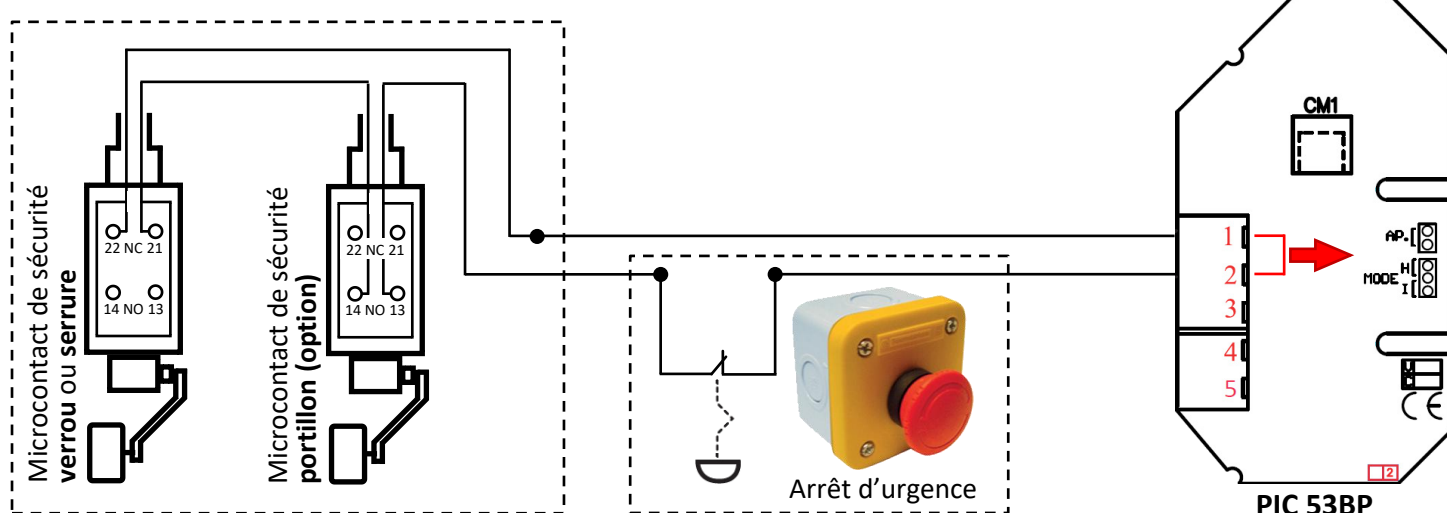 Microcontact de sécurité
verrou ou serrure
22 NC 21
14 NO 13
Microcontact de sécurité
portillon (option)
22 NC 21
14 NO 13
Arrêt d’urgence
CM1
1
2
3
4
5
AP.
MODE
H
I
CE
2
PIC 53BP